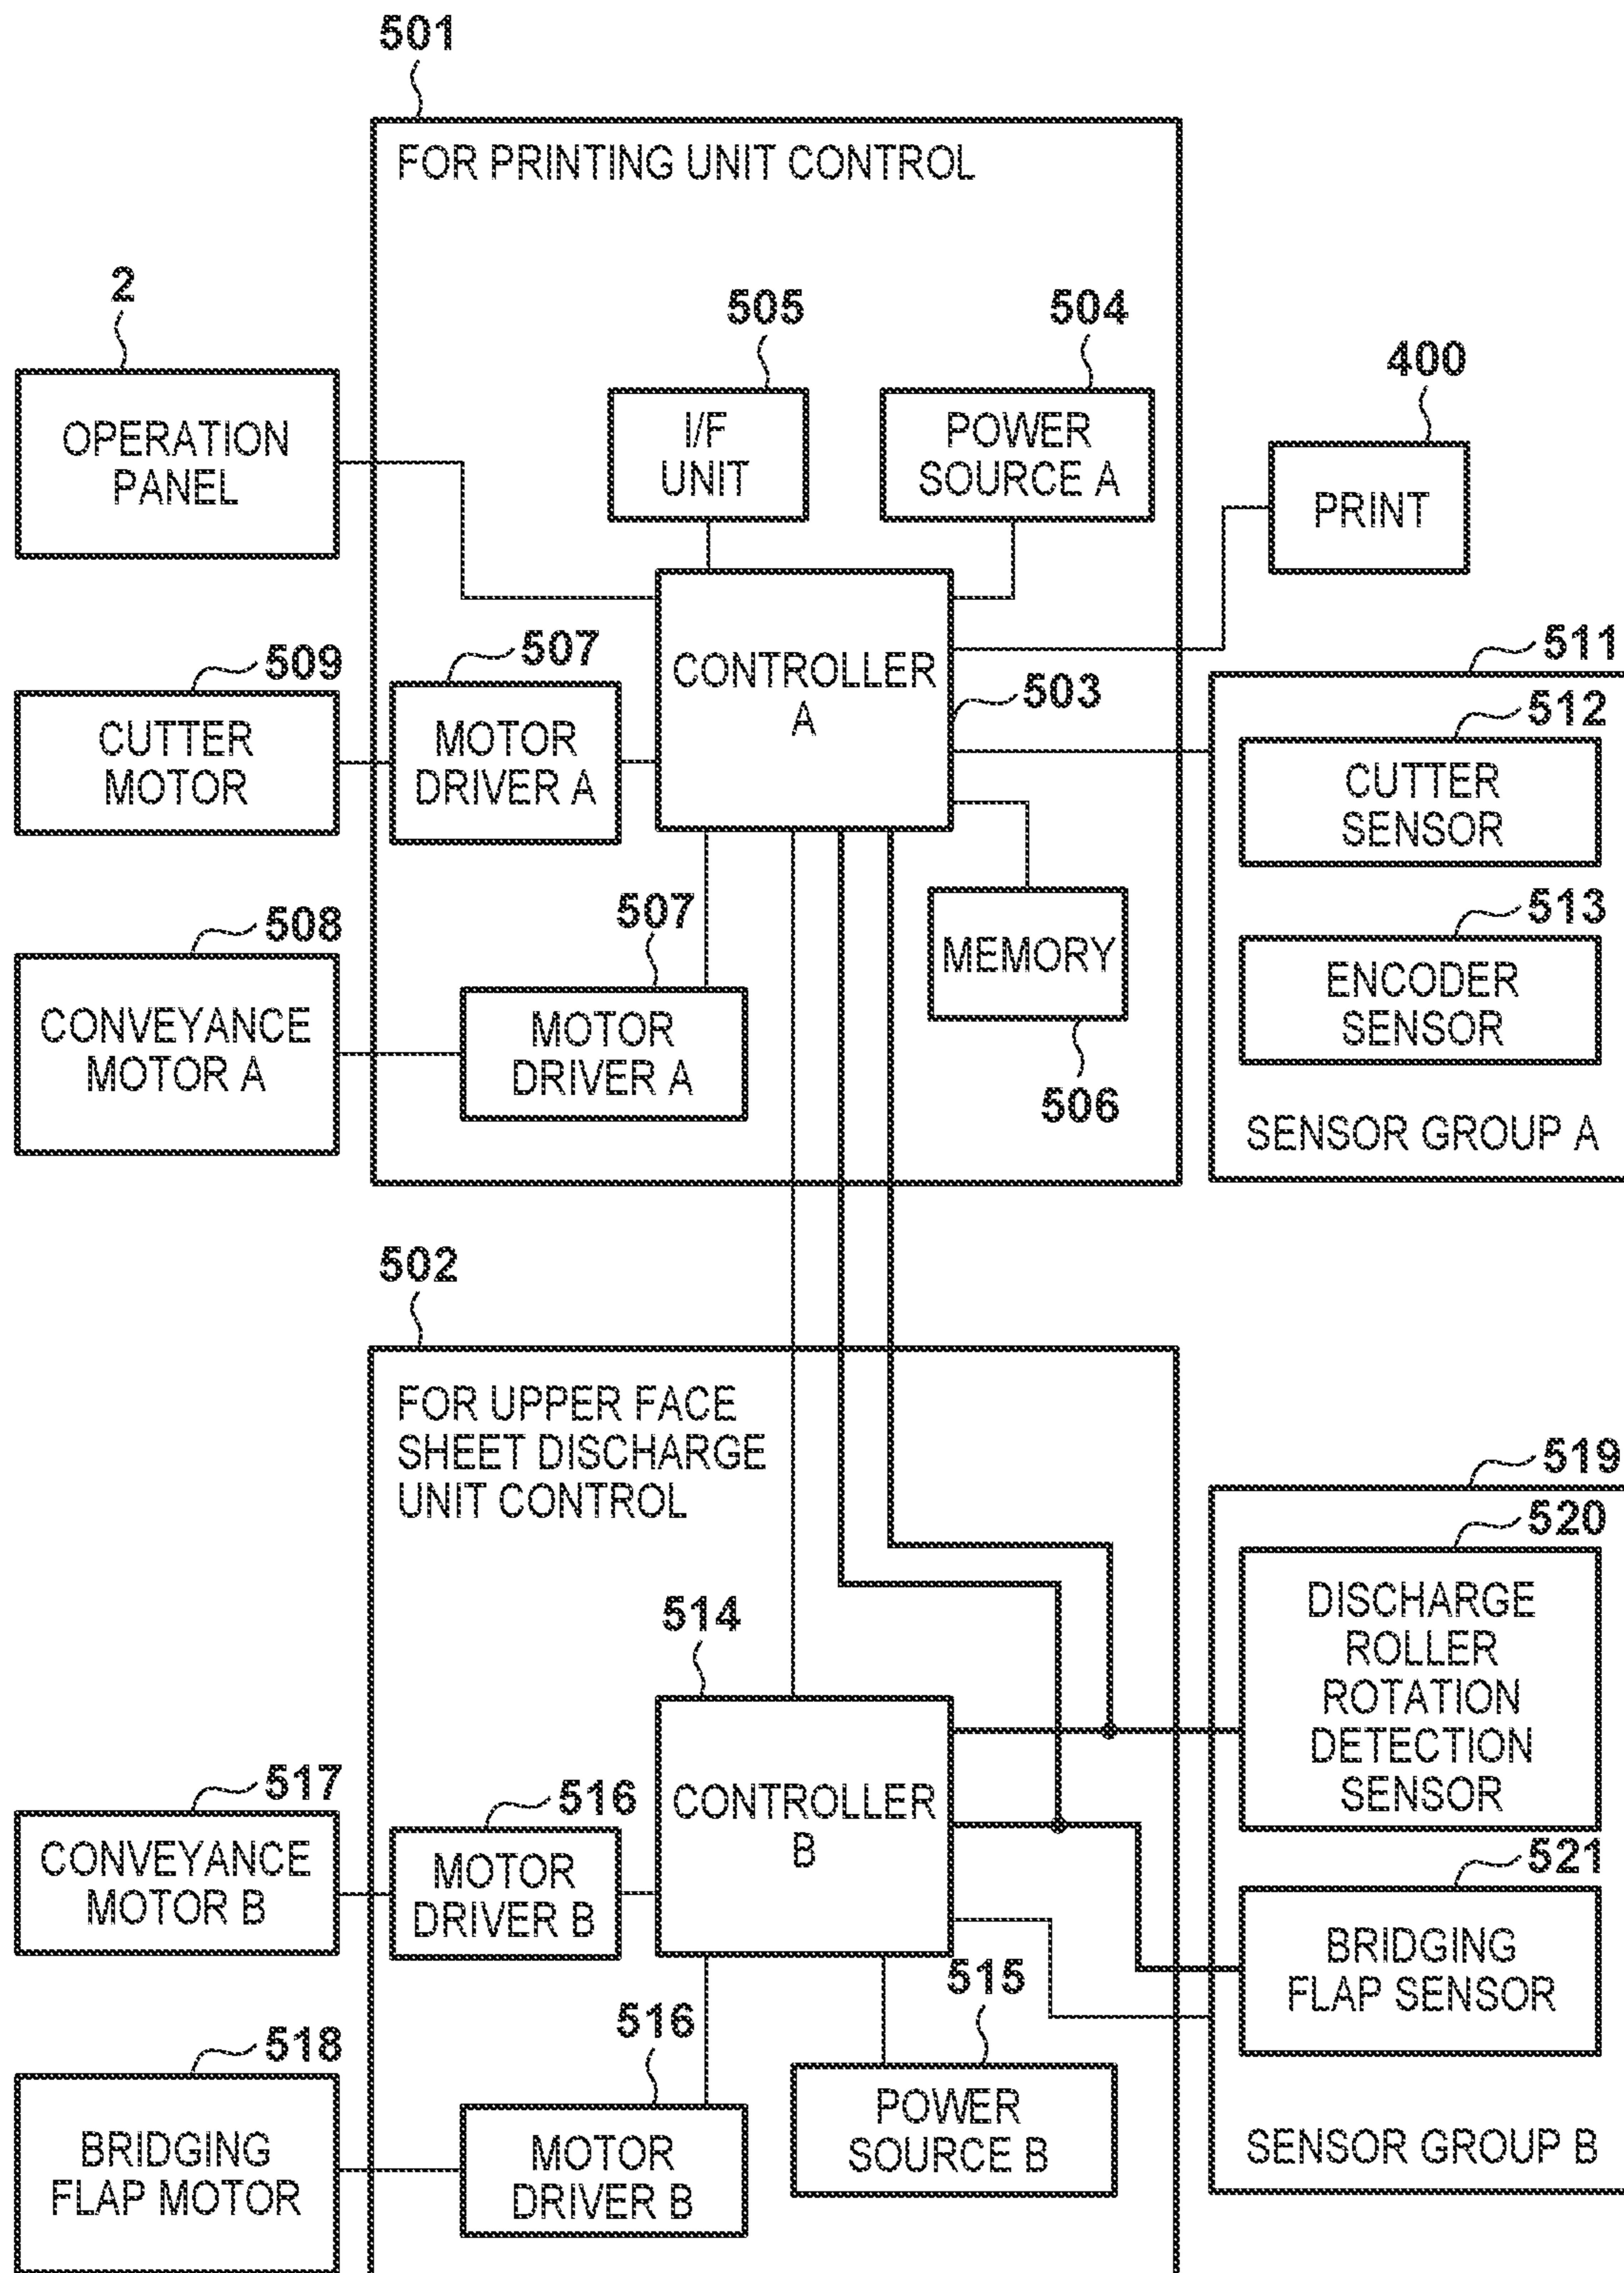 501
FOR PRINTING UNIT CONTROL
2
OPERATION
PANEL
505
I/F
UNIT
504
POWER
SOURCE A
400
PRINT
509
CUTTER
MOTOR
507
MOTOR
DRIVER A
CONTROLLER
A
503
511
512
CUTTER
SENSOR
513
ENCODER
SENSOR
SENSOR GROUP A
508
CONVEYANCE
MOTOR A
507
MOTOR
DRIVER A
MEMORY
506
502
FOR UPPER FACE
SHEET DISCHARGE
UNIT CONTROL
514
CONTROLLER
B
519
520
DISCHARGE
ROLLER
ROTATION
DETECTION
SENSOR
521
BRIDGING
FLAP SENSOR
SENSOR GROUP B
517
CONVEYANCE
MOTOR B
516
MOTOR
DRIVER B
518
BRIDGING
FLAP MOTOR
516
MOTOR
DRIVER B
515
POWER
SOURCE B